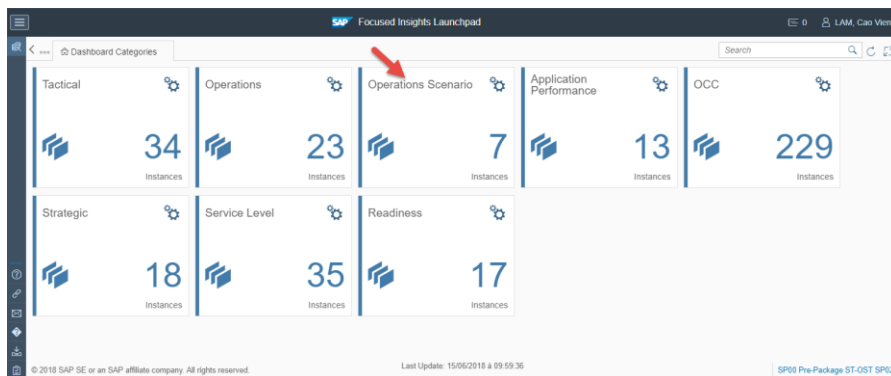 SAP Focused Insights Launchpad
0
LAM, Cao Vien
...
Dashboard Categories
Search
Tactical
34
Instances
Operations
23
Instances
Operations Scenario
7
Instances
Application
Performance
13
Instances
OCC
229
Instances
Strategic
18
Instances
Service Level
35
Instances
Readiness
17
Instances
© 2018 SAP SE or an SAP affiliate company. All rights reserved.
Last Update: 15/06/2018 à 09:59:36
SP00 Pre-Package ST-OST SP02